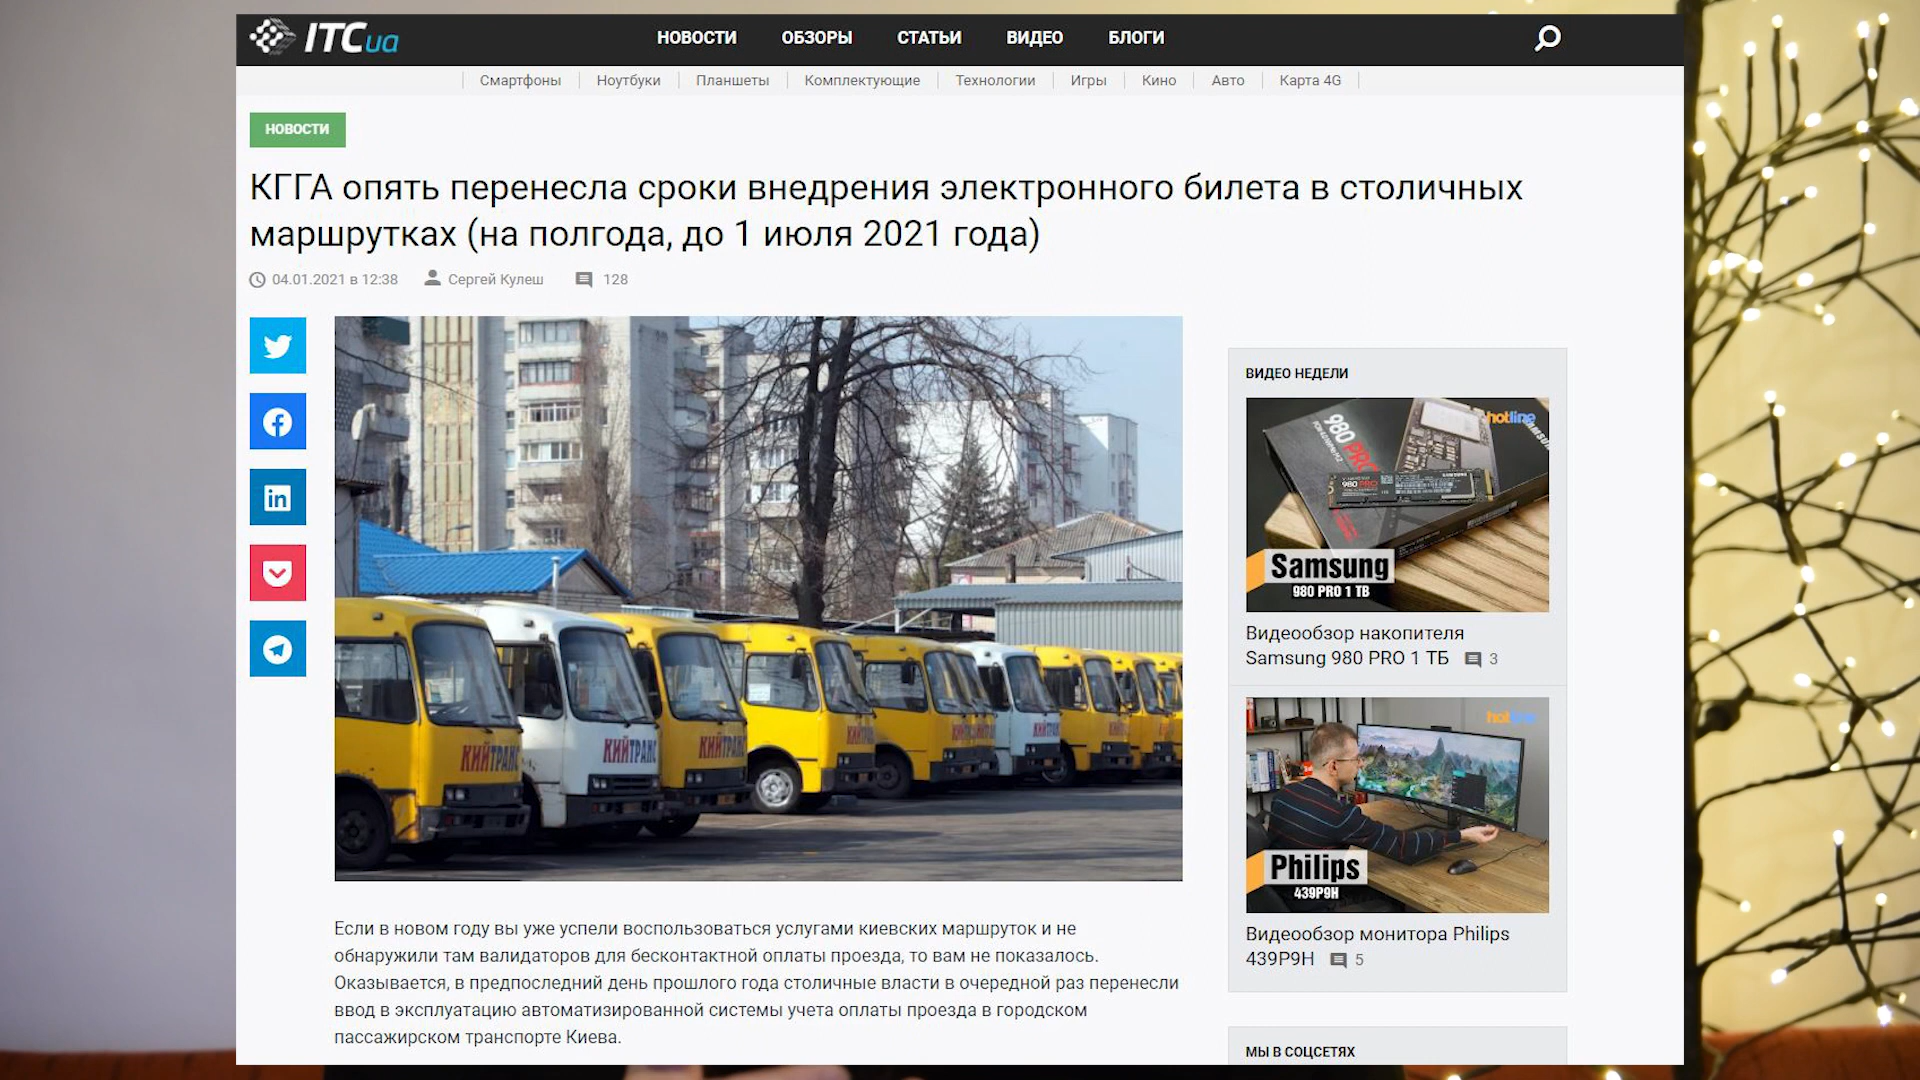 ITCua
НОВОСТИ ОБЗОРЫ СТАТЬИ ВИДЕО БЛОГИ
Смартфоны Ноутбуки Планшеты Комплектующие Технологии Игры Кино Авто Карта 4G
НОВОСТИ
КГГА опять перенесла сроки внедрения электронного билета в столичных
маршрутках (на полгода, до 1 июля 2021 года)
04.01.2021 в 12:38 Сергей Кулеш 128
КИЙТРАНС
КИЙТРАНС
КИЙТРАНС
Если в новом году вы уже успели воспользоваться услугами киевских маршруток и не
обнаружили там валидаторов для бесконтактной оплаты проезда, то вам не показалось.
Оказывается, в предпоследний день прошлого года столичные власти в очередной раз перенесли
ввод в эксплуатацию автоматизированной системы учета оплаты проезда в городском
пассажирском транспорте Киева.
ВИДЕО НЕДЕЛИ
hotline
980 PRO
980 PRO
Samsung
980 PRO 1 TB
Видеообзор накопителя
Samsung 980 PRO 1 ТБ 3
hotline
Philips
439P9H
Видеообзор монитора Philips
439P9H 5
МЫ В СОЦСЕТЯХ